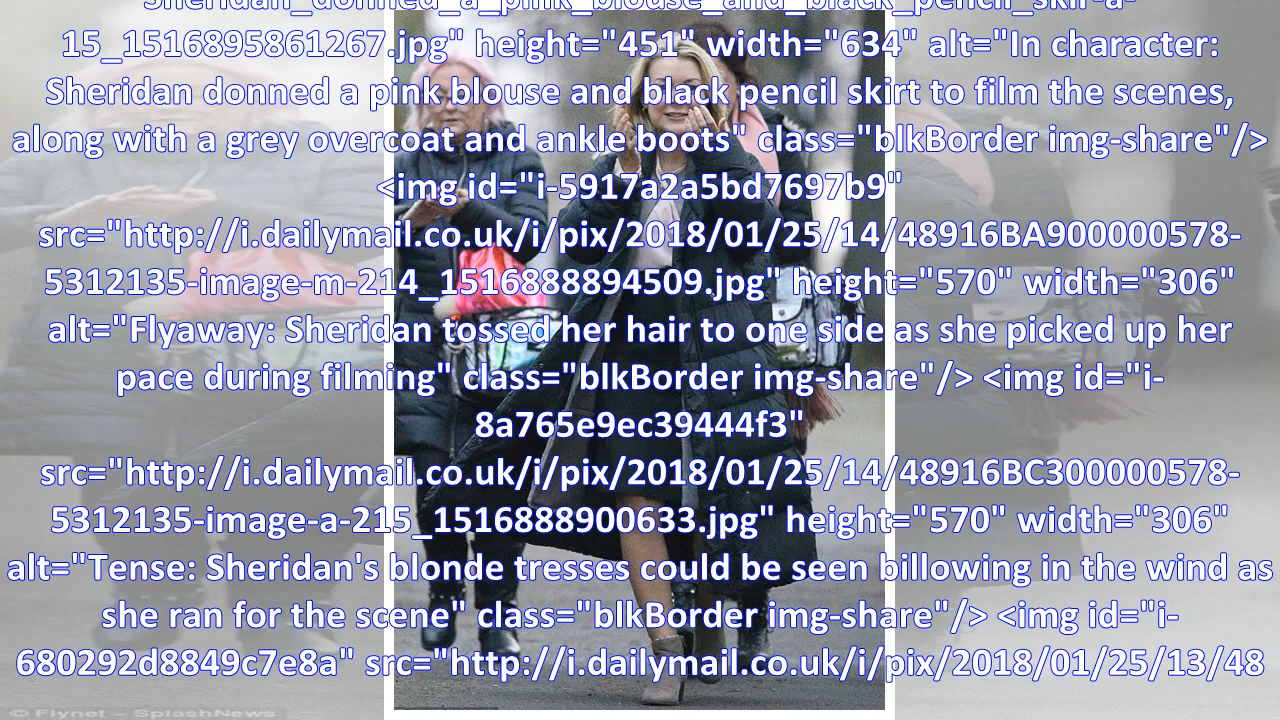 Sheridan_donned_a_pink_blouse_and_black_pencil_skir-a-
15_1516895861267.jpg" height="451" width="634" alt="In character:
Sheridan donned a pink blouse and black pencil skirt to film the scenes,
along with a grey overcoat and ankle boots" class="blkBorder img-share"/>
<img id="i-5917a2a5bd7697b9"
src="http://i.dailymail.co.uk/i/pix/2018/01/25/14/48916BA900000578-
5312135-image-m-214_1516888894509.jpg" height="570" width="306"
alt="Flyaway: Sheridan tossed her hair to one side as she picked up her
pace during filming" class="blkBorder img-share"/> <img id="i-
8a765e9ec39444f3"
src="http://i.dailymail.co.uk/i/pix/2018/01/25/14/48916BC300000578-
5312135-image-a-215_1516888900633.jpg" height="570" width="306"
alt="Tense: Sheridan's blonde tresses could be seen billowing in the wind as
she ran for the scene" class="blkBorder img-share"/> <img id="i-
680292d8849c7e8a" src="http://i.dailymail.co.uk/i/pix/2018/01/25/13/48
© Flynet – SplashNews